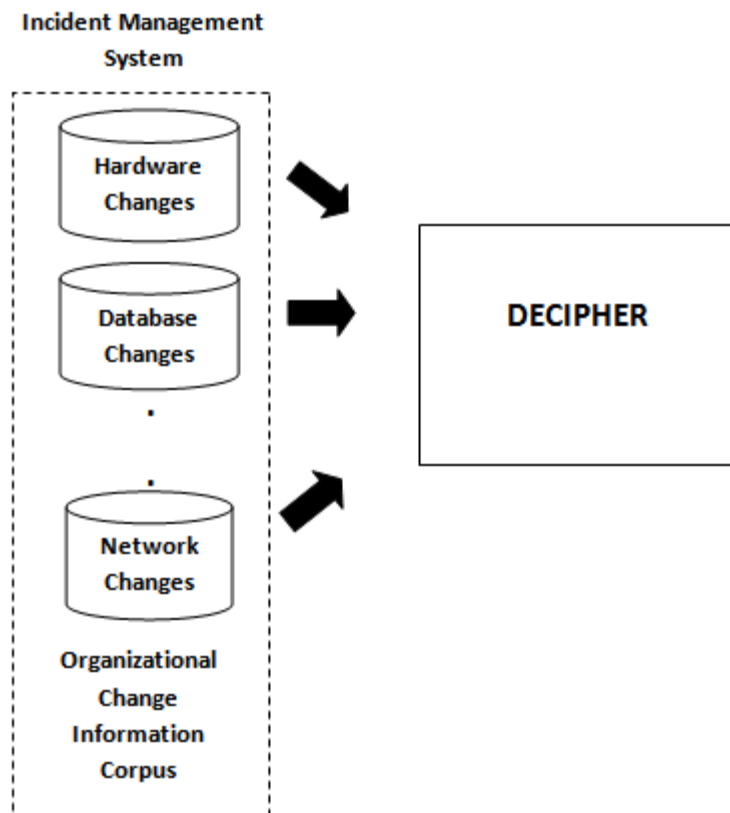 Incident Management
System
Hardware
Changes
Database
Changes
.
.
Network
Changes
Organizational
Change
Information
Corpus
DECIPHER